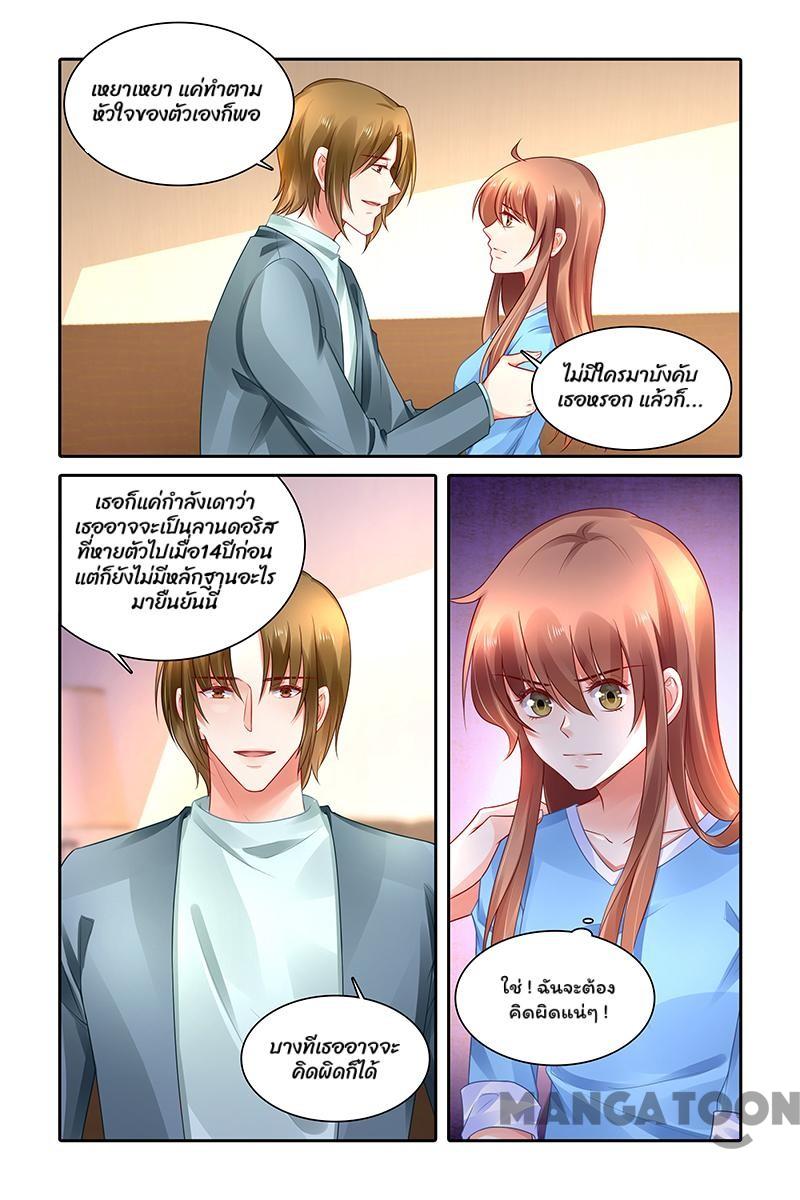 เหยาเหยา แค่ทำตาม
หัวใจของตัวเองก็พอ
ไม่มีใครมาบังคับ
เธอหรอก แล้วก็...
เธอก็แค่กำลังเดาว่า
เธออาจจะเป็นลานดอริส
ที่หายตัวไปเมื่อ14ปีก่อน
แต่ก็ยังไม่มีหลักฐานอะไร
มายืนยันนี่
บางทีเธออาจจะ
คิดผิดก็ได้
ใช่ ! ฉันจะต้อง
คิดผิดแน่ๆ !
MANGATOON